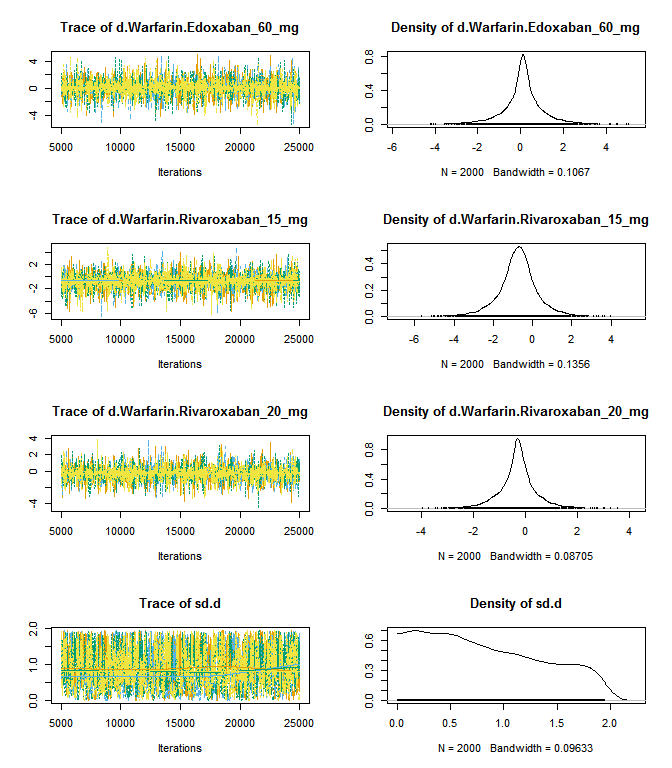 Trace of d.Warfarin.Edoxaban_60_mg
4
0
-4
5000 10000 15000 20000 25000
Iterations
Density of d.Warfarin.Edoxaban_60_mg
0.8
0.4
0.0
-6 -4 -2 0 2 4
N = 2000 Bandwidth = 0.1067
Trace of d.Warfarin.Rivaroxaban_15_mg
2
-2
-6
5000 10000 15000 20000 25000
Iterations
Density of d.Warfarin.Rivaroxaban_15_mg
0.4
0.2
0.0
-6 -4 -2 0 2 4
N = 2000 Bandwidth = 0.1356
Trace of d.Warfarin.Rivaroxaban_20_mg
4
2
0
-4
5000 10000 15000 20000 25000
Iterations
Density of d.Warfarin.Rivaroxaban_20_mg
0.8
0.4
0.0
-4 -2 0 2 4
N = 2000 Bandwidth = 0.08705
Trace of sd.d
2.0
1.0
0.0
5000 10000 15000 20000 25000
Iterations
Density of sd.d
0.6
0.3
0.0
0.0 0.5 1.0 1.5 2.0
N = 2000 Bandwidth = 0.09633